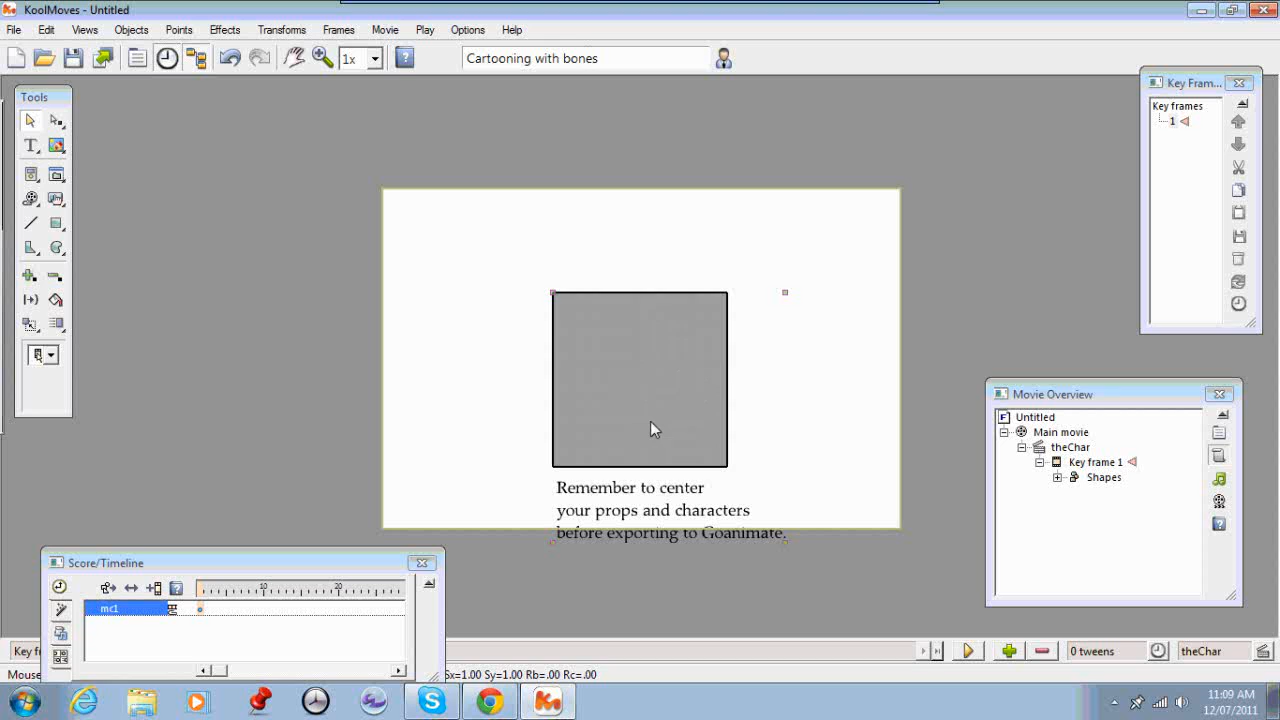 KoolMoves - Untitled
File Edit Views Objects Points Effects Transforms Frames Movie Play Options Help
1x
Cartooning with bones
Tools
Key Fram...
Key frames
1
Movie Overview
Untitled
Main movie
theChar
Key frame 1
Shapes
Remember to center
your props and characters
before exporting to Goanimate.
Score/Timeline
10 20
mc1
Key fr
0 tweens
theChar
Mouse
Sx=1.00 Sy=1.00 Rb=.00 Rc=.00
11:09 AM
12/07/2011